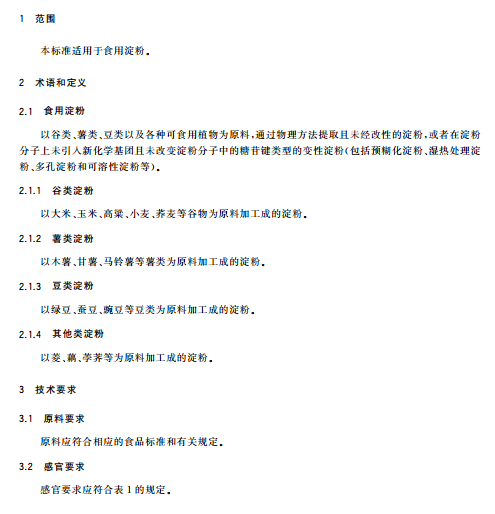 1 范围
本标准适用于食用淀粉。
2 术语和定义
2.1 食用淀粉
以谷类、薯类、豆类以及各种可食用植物为原料,通过物理方法提取且未经改性的淀粉,或者在淀粉
分子上未引入新化学基团且未改变淀粉分子中的糖苷键类型的变性淀粉(包括预糊化淀粉、湿热处理淀
粉、多孔淀粉和可溶性淀粉等)。
2.1.1 谷类淀粉
以大米、玉米、高粱、小麦、荞麦等谷物为原料加工成的淀粉。
2.1.2 薯类淀粉
以木薯、甘薯、马铃薯等薯类为原料加工成的淀粉。
2.1.3 豆类淀粉
以绿豆、蚕豆、豌豆等豆类为原料加工成的淀粉。
2.1.4 其他类淀粉
以菱、藕、荸荠等为原料加工成的淀粉。
3 技术要求
3.1 原料要求
原料应符合相应的食品标准和有关规定。
3.2 感官要求
感官要求应符合表1的规定。